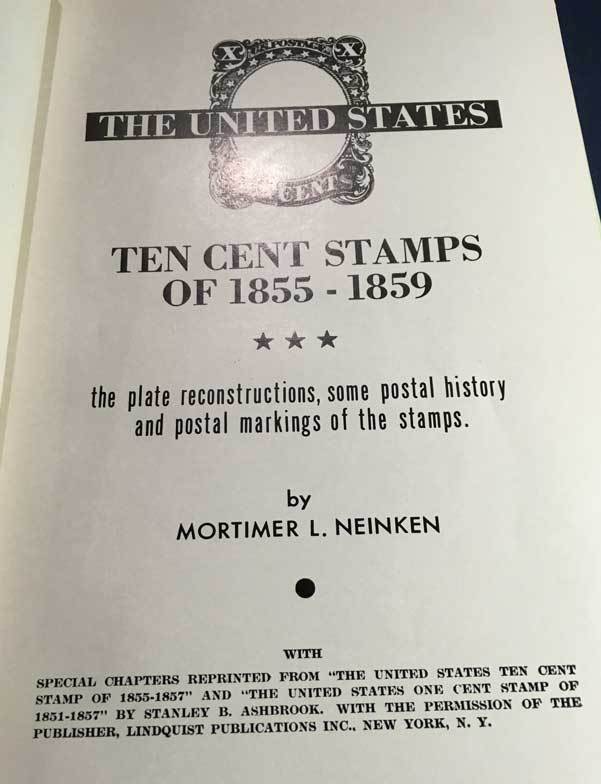 X U.S. POSTAGE X
THE UNITED STATES
CENTS
TEN CENT STAMPS
OF 1855 - 1859
the plate reconstructions, some postal history
and postal markings of the stamps.
by
MORTIMER L. NEINKEN
WITH
SPECIAL CHAPTERS REPRINTED FROM "THE UNITED STATES TEN CENT
STAMP OF 1855-1857" AND "THE UNITED STATES ONE CENT STAMP OF
1851-1857" BY STANLEY B. ASHBROOK. WITH THE PERMISSION OF THE
PUBLISHER, LINDQUIST PUBLICATIONS INC., NEW YORK, N. Y.